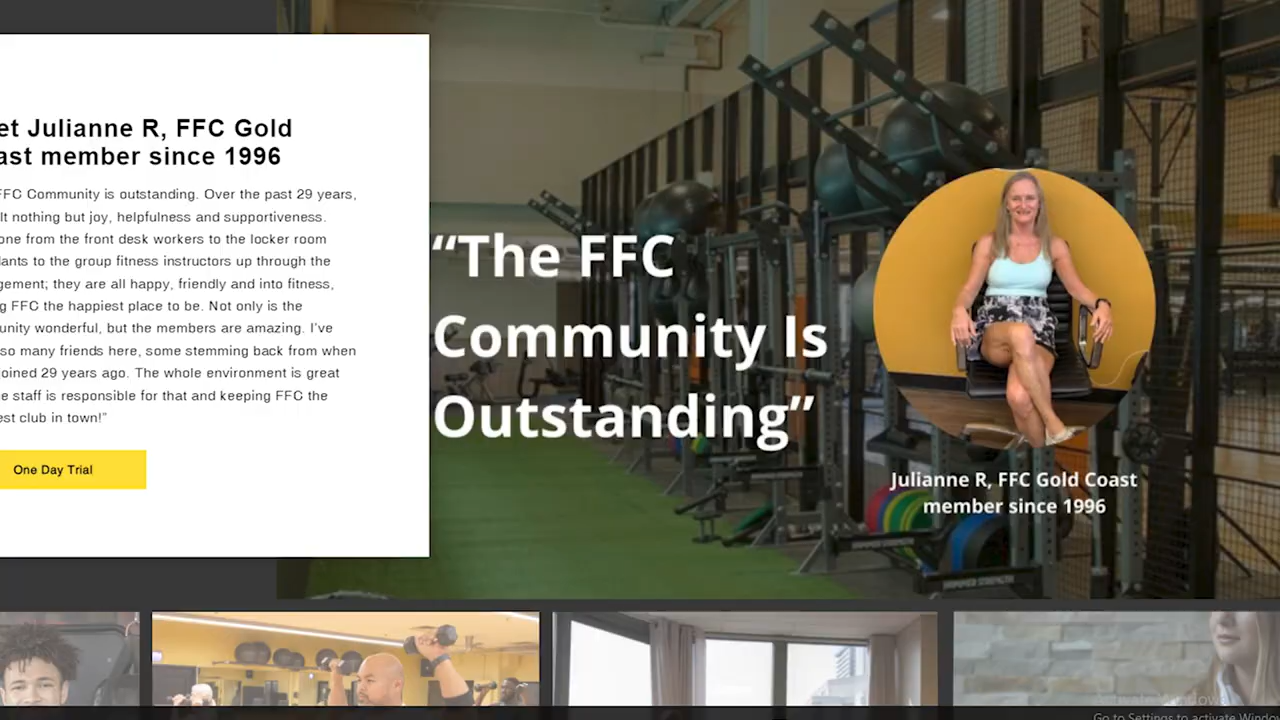 et Julianne R, FFC Gold
ast member since 1996
FFC Community is outstanding. Over the past 29 years,
lt nothing but joy, helpfulness and supportiveness.
one from the front desk workers to the locker room
lants to the group fitness instructors up through the
gement; they are all happy, friendly and into fitness,
g FFC the happiest place to be. Not only is the
unity wonderful, but the members are amazing. I've
so many friends here, some stemming back from when
oined 29 years ago. The whole environment is great
e staff is responsible for that and keeping FFC the
est club in town!"
One Day Trial
“The FFC
Community Is
Outstanding”
Julianne R, FFC Gold Coast
member since 1996
HAMMER STRENGTH
Go to Settings to activate Windo